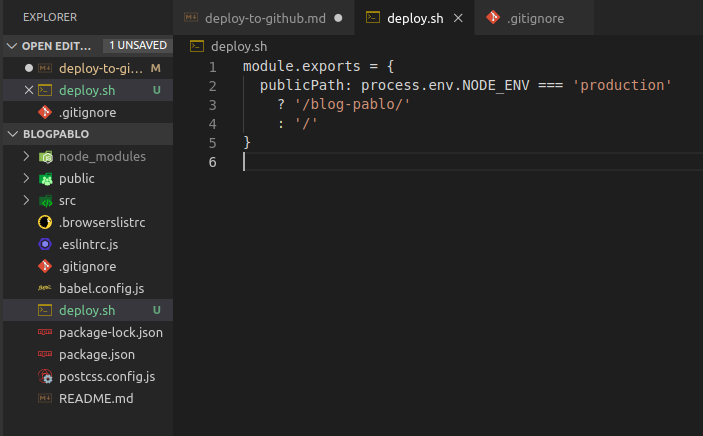 EXPLORER
OPEN EDIT... 1 UNSAVED
deploy-to-gi... M
deploy.sh U
.gitignore
BLOGPABLO
node_modules
public
src
.browserslistrc
.eslintrc.js
.gitignore
babel.config.js
deploy.sh U
package-lock.json
package.json
postcss.config.js
README.md
deploy-to-github.md
deploy.sh
.gitignore
deploy.sh
1 module.exports = {
2 publicPath: process.env.NODE_ENV === 'production'
3 ? '/blog-pablo/'
4 : '/'
5 }
6